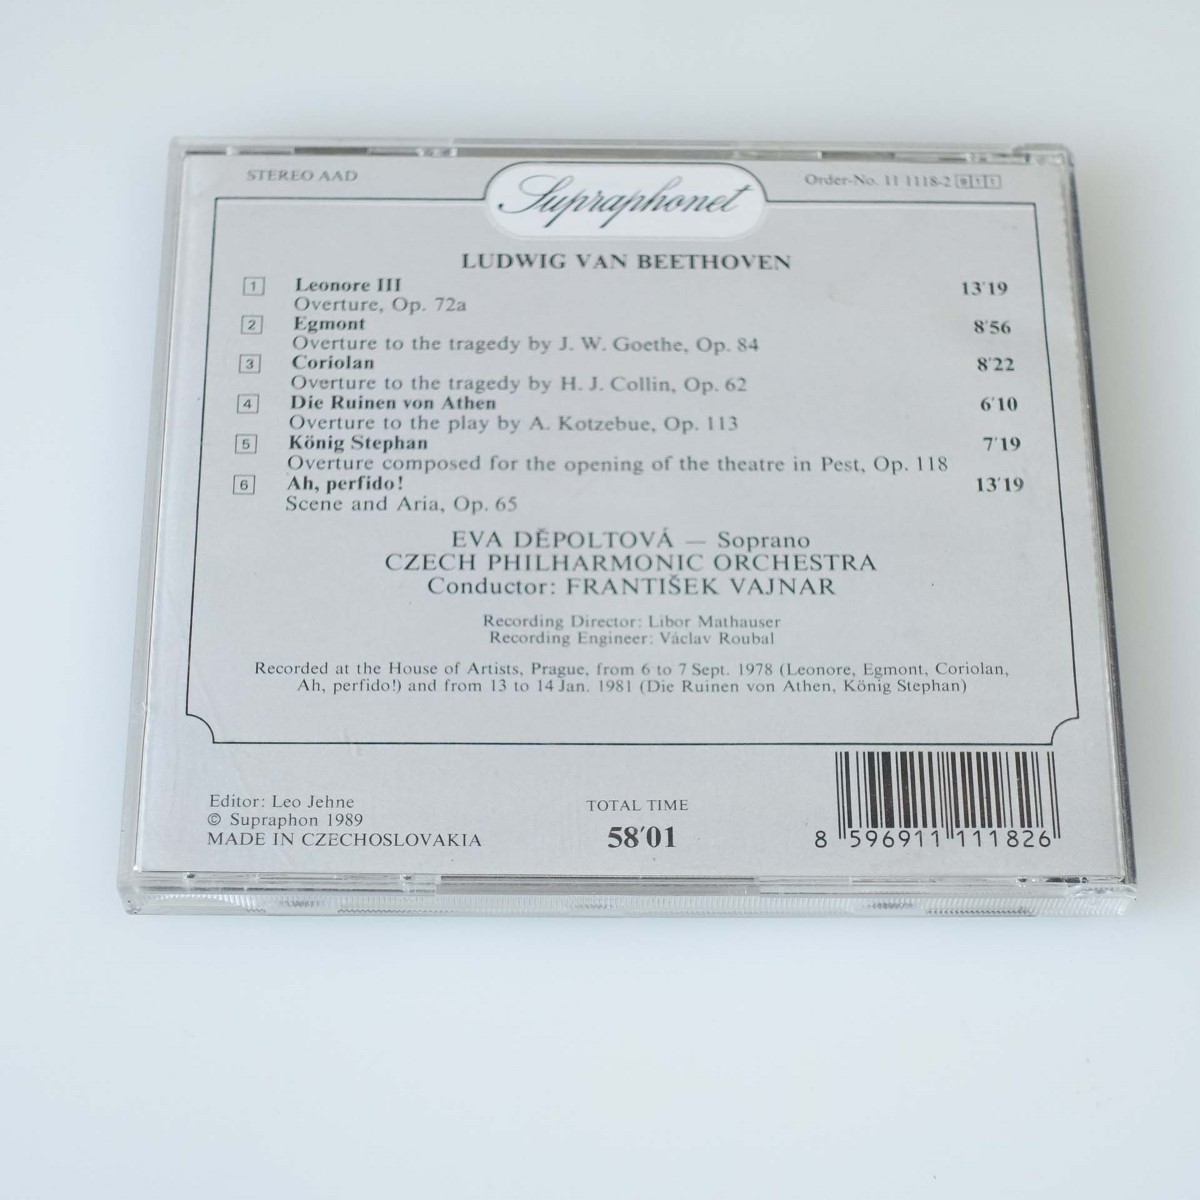 STEREO AAD
Supraphonet
Order-No. 11 1118-2 011
LUDWIG VAN BEETHOVEN
1 Leonore III 13'19
Overture, Op. 72a
2 Egmont 8'56
Overture to the tragedy by J. W. Goethe, Op. 84
3 Coriolan 8'22
Overture to the tragedy by H. J. Collin, Op. 62
4 Die Ruinen von Athen 6'10
Overture to the play by A. Kotzebue, Op. 113
5 König Stephan 7'19
Overture composed for the opening of the theatre in Pest, Op. 118
6 Ah, perfido! 13'19
Scene and Aria, Op. 65
EVA DĚPOLTOVÁ — Soprano
CZECH PHILHARMONIC ORCHESTRA
Conductor: FRANTIŠEK VAJNAR
Recording Director: Libor Mathauser
Recording Engineer: Václav Roubal
Recorded at the House of Artists, Prague, from 6 to 7 Sept. 1978 (Leonore, Egmont, Coriolan,
Ah, perfido!) and from 13 to 14 Jan. 1981 (Die Ruinen von Athen, König Stephan)
Editor: Leo Jehne
© Supraphon 1989
MADE IN CZECHOSLOVAKIA
TOTAL TIME
58'01
8 596911 111826